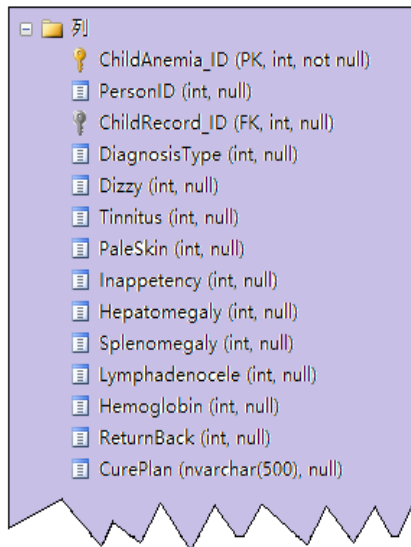 列
ChildAnemia_ID (PK, int, not null)
PersonID (int, null)
ChildRecord_ID (FK, int, null)
DiagnosisType (int, null)
Dizzy (int, null)
Tinnitus (int, null)
PaleSkin (int, null)
Inappetency (int, null)
Hepatomegaly (int, null)
Splenomegaly (int, null)
Lymphadenocele (int, null)
Hemoglobin (int, null)
ReturnBack (int, null)
CurePlan (nvarchar(500), null)